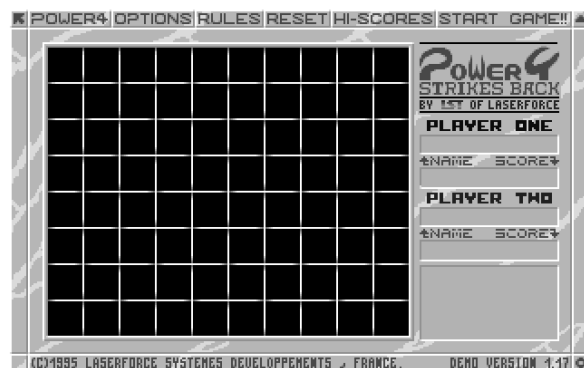 POWER4 OPTIONS RULES RESET HI-SCORES START GAME!!
POWER 4
STRIKES BACK
BY IST OF LASERFORCE
PLAYER ONE
NAME SCORE
PLAYER TWO
NAME SCORE
(C)1995 LASERFORCE SYSTEMES DEVELOPPEMENTS , FRANCE. DEMO VERSION 1.17